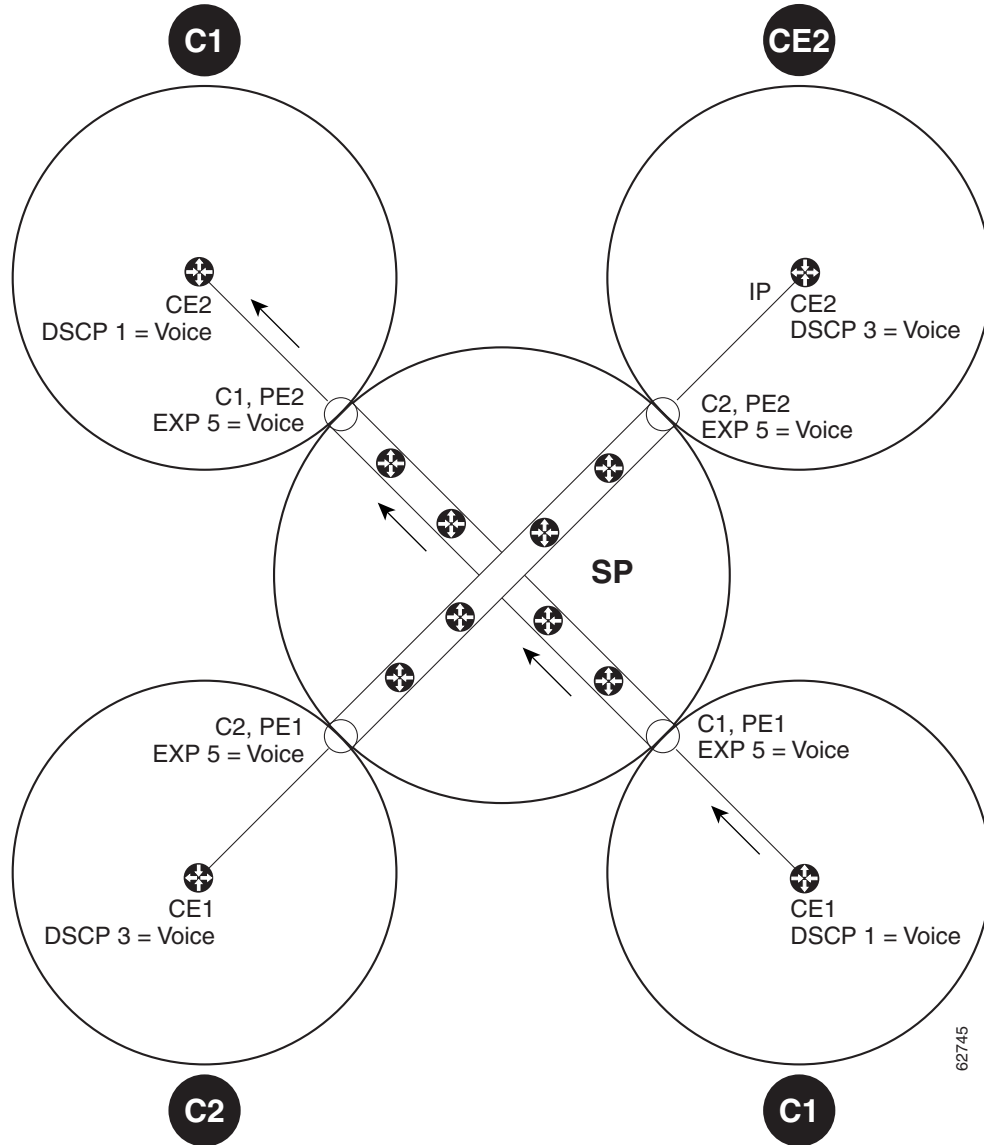 C1
CE2
CE2
DSCP 1 = Voice
IP
CE2
DSCP 3 = Voice
C1, PE2
EXP 5 = Voice
C2, PE2
EXP 5 = Voice
SP
C2, PE1
EXP 5 = Voice
C1, PE1
EXP 5 = Voice
CE1
DSCP 3 = Voice
CE1
DSCP 1 = Voice
62745
C2
C1